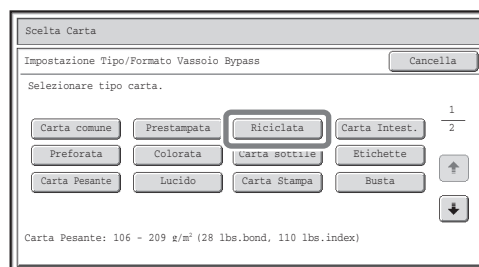 Scelta Carta
Impostazione Tipo/Formato Vassoio Bypass Cancella
Selezionare tipo carta.
1
Carta comune Prestampata Riciclata Carta Intest. 2
Preforata Colorata Carta sottile Etichette
Carta Pesante Lucido Carta Stampa Busta
Carta Pesante: 106 - 209 g/m² (28 lbs.bond, 110 lbs.index)